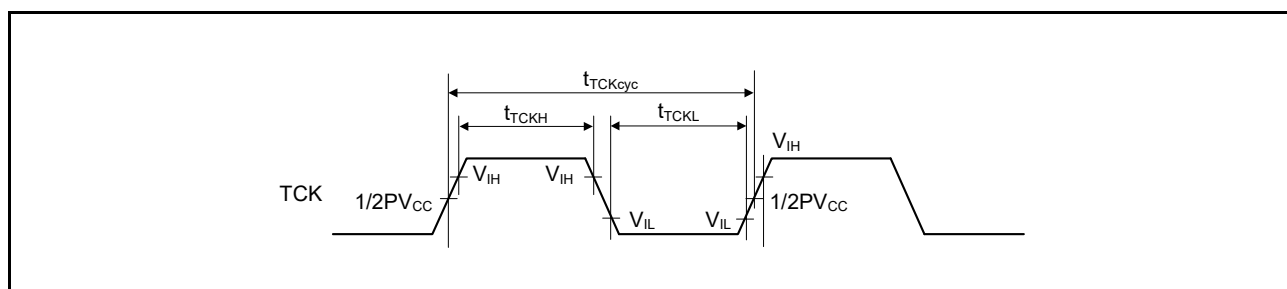 tTCKcyc
tTCKH
tTCKL
VIH
TCK
1/2PVCC
VIH
VIH
VIL
VIL
1/2PVCC